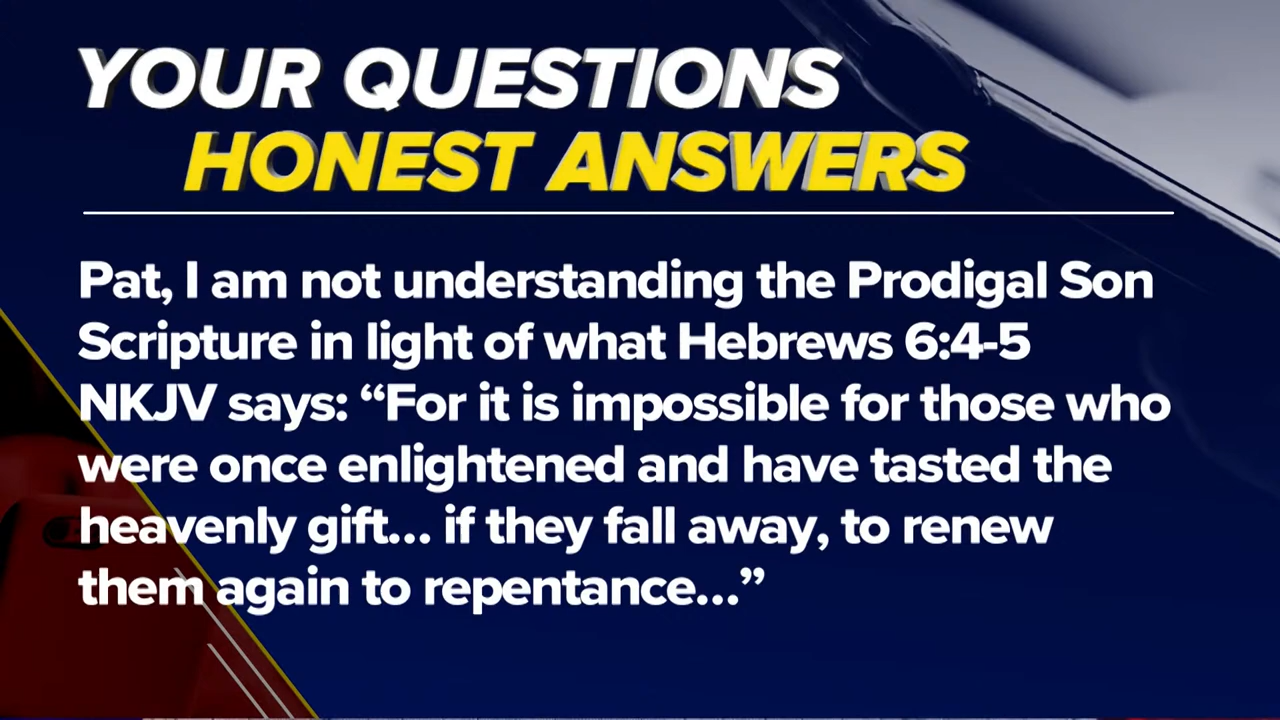 YOUR QUESTIONS
HONEST ANSWERS
Pat, I am not understanding the Prodigal Son
Scripture in light of what Hebrews 6:4-5
NKJV says: “For it is impossible for those who
were once enlightened and have tasted the
heavenly gift... if they fall away, to renew
them again to repentance...”